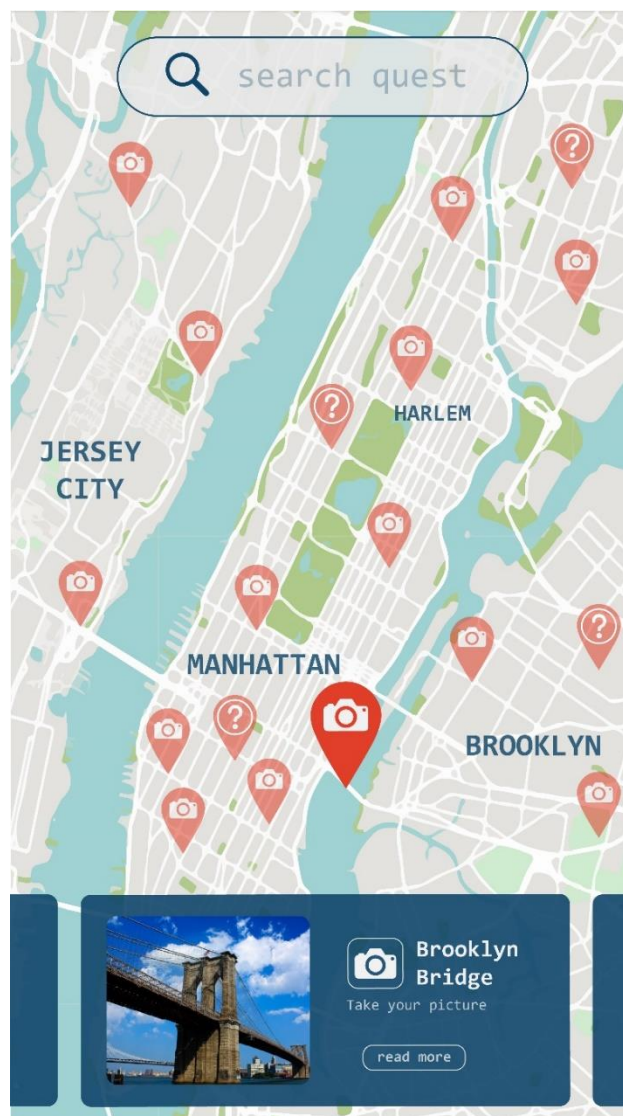 search quest
HARLEM
JERSEY
CITY
MANHATTAN
BROOKLYN
Brooklyn
Bridge
Take your picture
read more